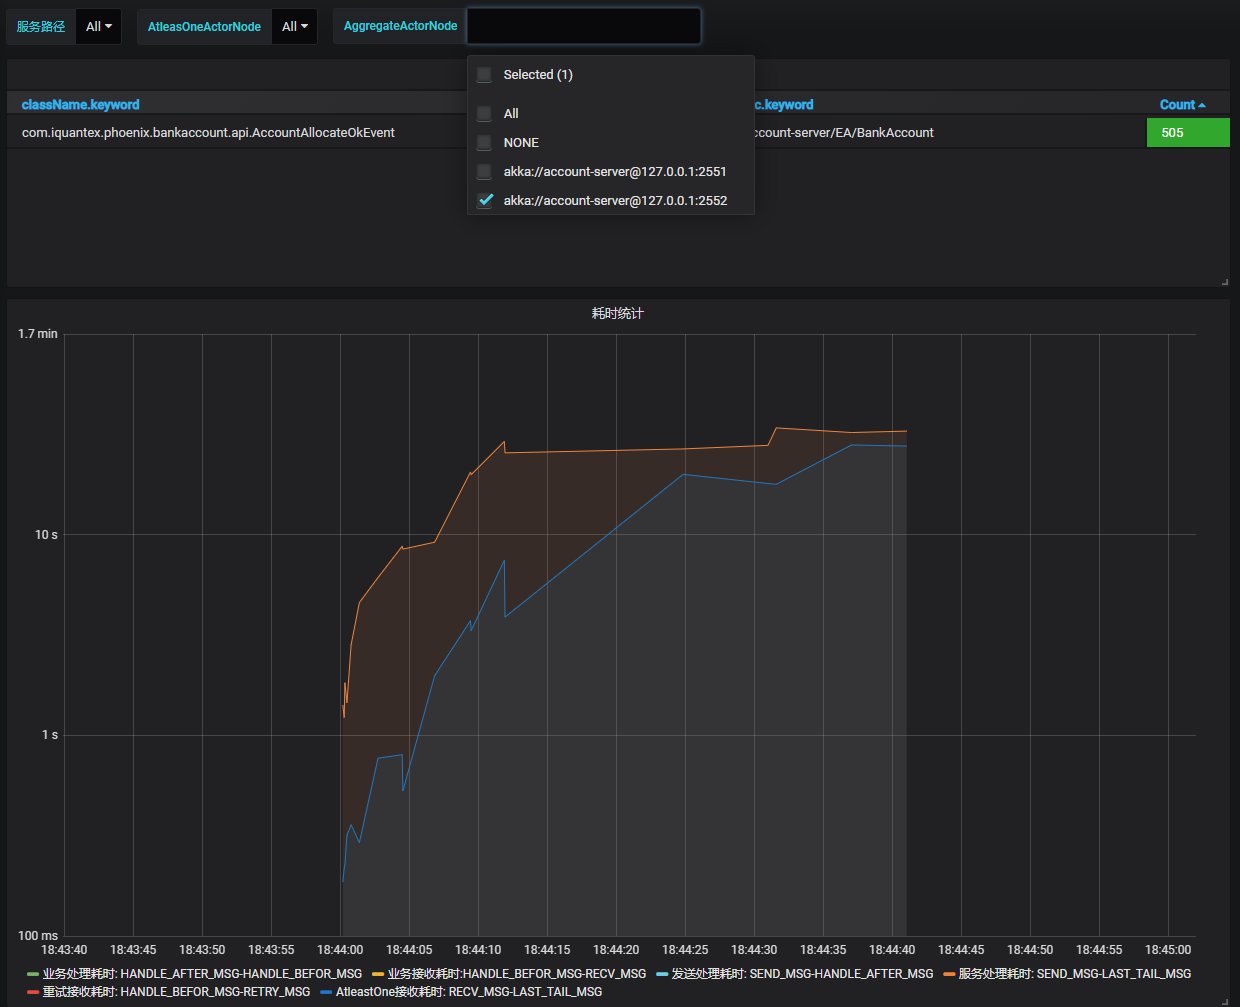 服务路径 All AtleasOneActorNode All AggregateActorNode
Selected (1)
All
NONE
akka://account-server@127.0.0.1:2551
akka://account-server@127.0.0.1:2552
className.keyword c.keyword Count
com.iquantex.phoenix.bankaccount.api.AccountAllocateOkEvent ccount-server/EA/BankAccount 505
耗时统计
1.7 min
10 s
1 s
100 ms
18:43:40 18:43:45 18:43:50 18:43:55 18:44:00 18:44:05 18:44:10 18:44:15 18:44:20 18:44:25 18:44:30 18:44:35 18:44:40 18:44:45 18:44:50 18:44:55 18:45:00
业务处理耗时: HANDLE_AFTER_MSG-HANDLE_BEFOR_MSG 业务接收耗时:HANDLE_BEFOR_MSG-RECV_MSG 发送处理耗时: SEND_MSG-HANDLE_AFTER_MSG 服务处理耗时: SEND_MSG-LAST_TAIL_MSG
重试接收耗时: HANDLE_BEFOR_MSG-RETRY_MSG AtleastOne接收耗时: RECV_MSG-LAST_TAIL_MSG